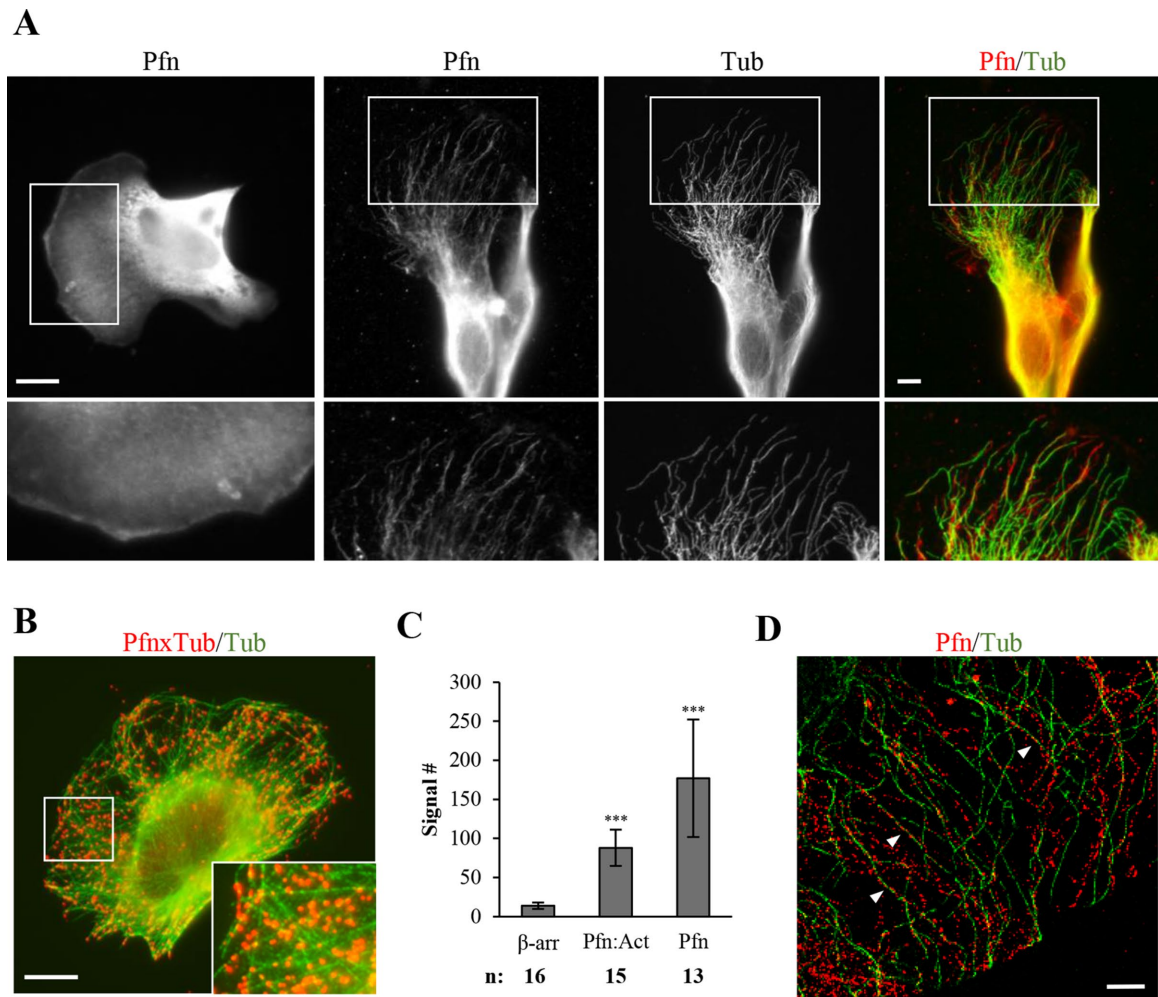 A
Pfn
Pfn
Tub
Pfn/Tub
B
PfnxTub/Tub
C
Signal #
300
250
200
150
100
50
0
***
***
β-arr Pfn:Act Pfn
n: 16 15 13
D
Pfn/Tub